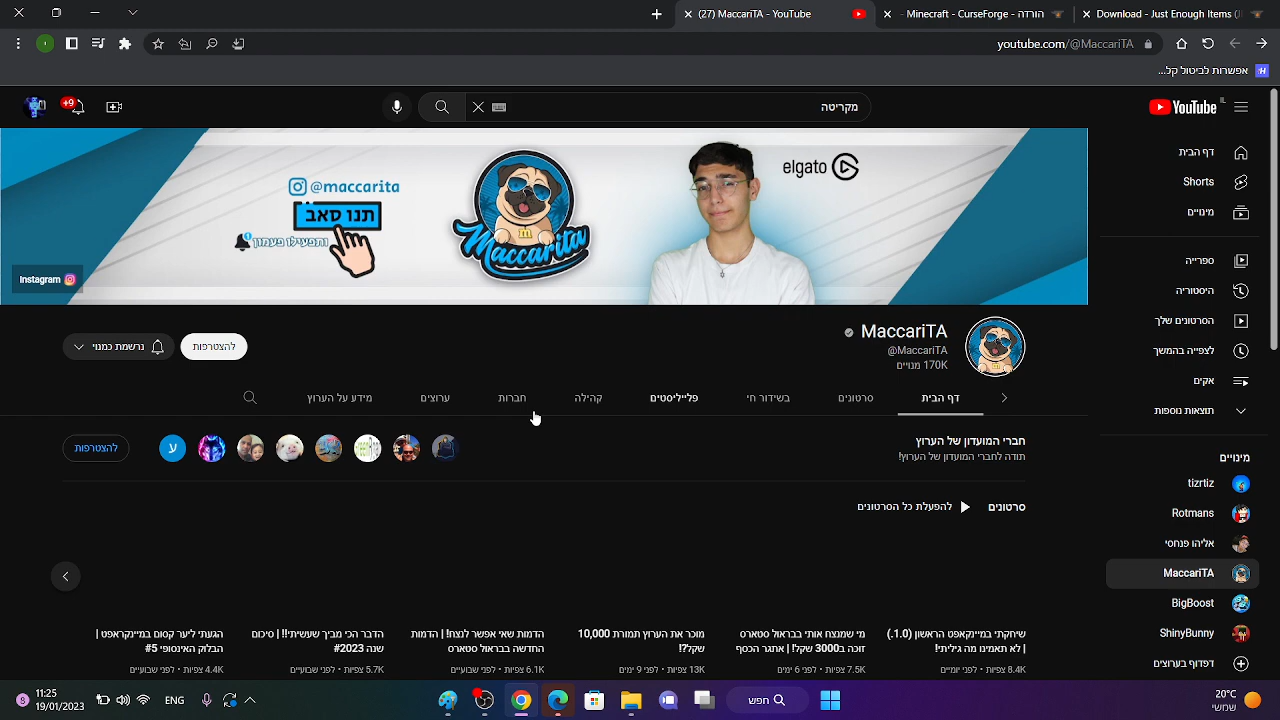 (27) MaccariTA - YouTube
הורדה - Minecraft - CurseForge -
Download - Just Enough Items (J
youtube.com/@MaccariTA
אפשרות לביטול קל...
+9
מקריטה
YouTube IL
@maccarita
תנו סאב
ותפעילו פעמון
1
m
Maccarita
elgato
Instagram
דף הבית
Shorts
מינויים
ספרייה
היסטוריה
הסרטונים שלך
לצפייה בהמשך
אקים
תוצאות נוספות
מינויים
tizrtiz
Rotmans
אליהו פנחסי
MaccariTA
BigBoost
ShinyBunny
דפדוף בערוצים
MaccariTA
@MaccariTA
170K מנויים
להצטרפות
נרשמת כמנוי
דף הבית
סרטונים
בשידור חי
פלייליסטים
קהילה
חברות
ערוצים
מידע על הערוץ
חברי המועדון של הערוץ
תודה לחברי המועדון של הערוץ!
ע
להצטרפות
סרטונים
להפעלת כל הסרטונים
שיחקתי במיינקאפט הראשון (0.1.)
| לא תאמינו מה גיליתי!
8.4K צפיות • לפני יומיים
מי שמנצח אותי בבראול סטארס
זוכה ב3000 שקל! | אתגר הכסף
7.5K צפיות • לפני 6 ימים
מוכר את הערוץ תמורת 10,000
שקל?!
13K צפיות • לפני 9 ימים
הדמות שאי אפשר לנצח! | הדמות
החדשה בבראול סטארס
6.1K צפיות • לפני שבועיים
הדבר הכי מביך שעשיתי!! | סיכום
שנה 2023#
5.7K צפיות • לפני שבועיים
הגעתי ליער קסום במיינקראפט |
הבלוק האינסופי 5#
4.4K צפיות • לפני שבועיים
11:25
19/01/2023
ENG
חפש
20°C
שמשי